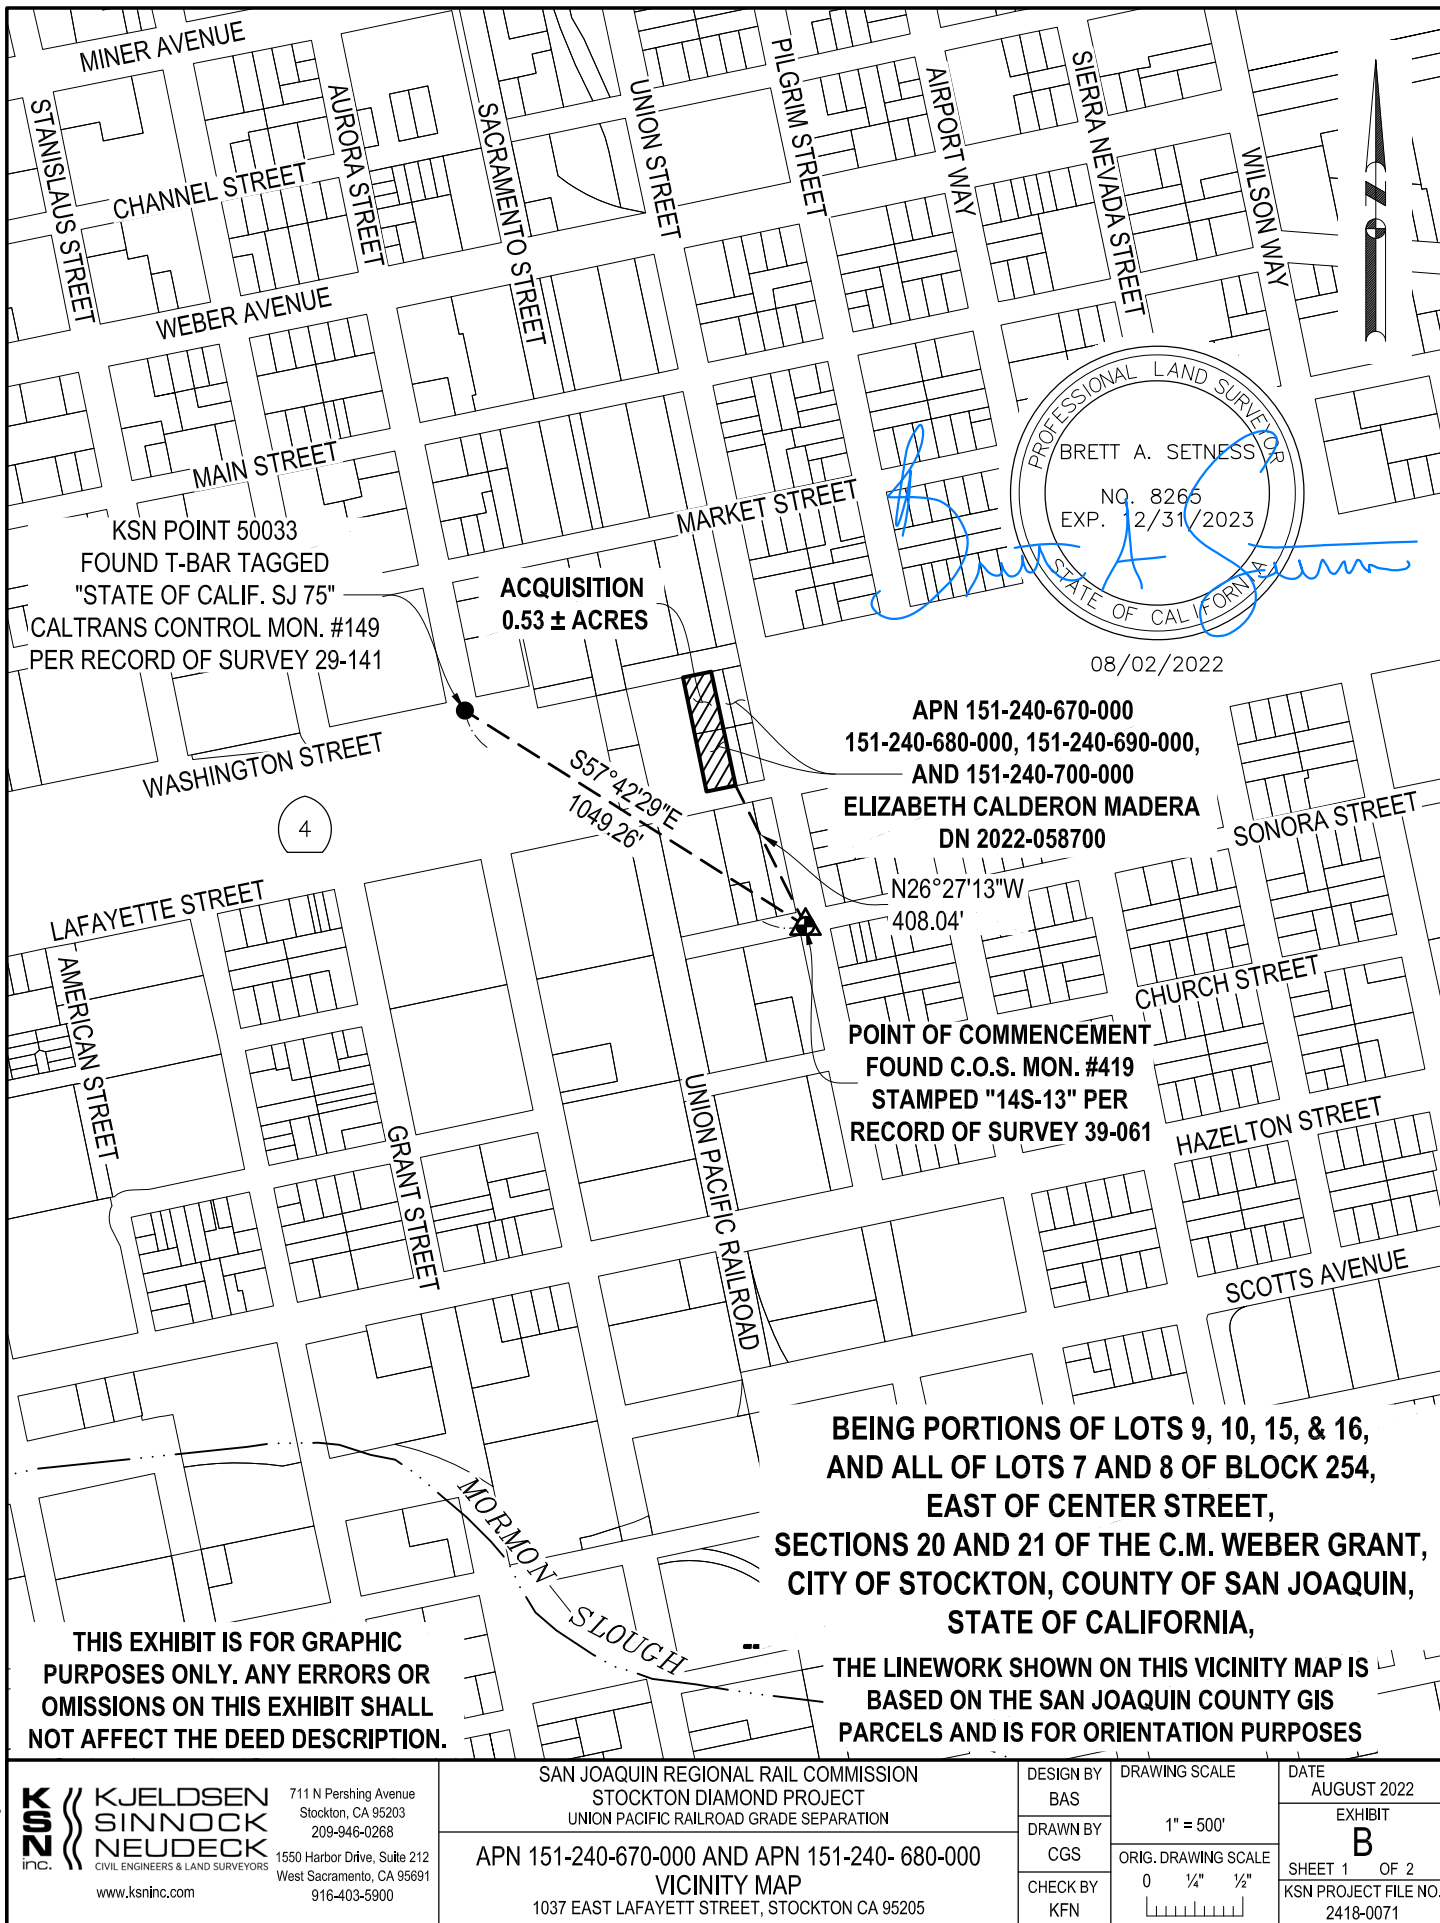 MINER AVENUE
STANISLAUS STREET
AURORA STREET
SACRAMENTO STREET
UNION STREET
PILGRIM STREET
AIRPORT WAY
SIERRA NEVADA STREET
WILSON WAY
N
CHANNEL STREET
WEBER AVENUE
MAIN STREET
MARKET STREET
PROFESSIONAL LAND SURVEYOR
BRETT A. SETNESS
NO. 8265
EXP. 12/31/2023
STATE OF CALIFORNIA
08/02/2022
KSN POINT 50033
FOUND T-BAR TAGGED
"STATE OF CALIF. SJ 75"
CALTRANS CONTROL MON. #149
PER RECORD OF SURVEY 29-141
ACQUISITION
0.53 ± ACRES
APN 151-240-670-000
151-240-680-000, 151-240-690-000,
AND 151-240-700-000
ELIZABETH CALDERON MADERA
DN 2022-058700
WASHINGTON STREET
4
S57°42'29"E
1049.26'
SONORA STREET
N26°27'13"W
408.04'
LAFAYETTE STREET
AMERICAN STREET
CHURCH STREET
POINT OF COMMENCEMENT
FOUND C.O.S. MON. #419
STAMPED "14S-13" PER
RECORD OF SURVEY 39-061
HAZELTON STREET
GRANT STREET
UNION PACIFIC RAILROAD
SCOTTS AVENUE
MORMON
SLOUGH
BEING PORTIONS OF LOTS 9, 10, 15, & 16,
AND ALL OF LOTS 7 AND 8 OF BLOCK 254,
EAST OF CENTER STREET,
SECTIONS 20 AND 21 OF THE C.M. WEBER GRANT,
CITY OF STOCKTON, COUNTY OF SAN JOAQUIN,
STATE OF CALIFORNIA,
THIS EXHIBIT IS FOR GRAPHIC
PURPOSES ONLY. ANY ERRORS OR
OMISSIONS ON THIS EXHIBIT SHALL
NOT AFFECT THE DEED DESCRIPTION.
THE LINEWORK SHOWN ON THIS VICINITY MAP IS
BASED ON THE SAN JOAQUIN COUNTY GIS
PARCELS AND IS FOR ORIENTATION PURPOSES
KSN inc.
KJELDSEN
SINNOCK
NEUDECK
CIVIL ENGINEERS & LAND SURVEYORS
www.ksninc.com
711 N Pershing Avenue
Stockton, CA 95203
209-946-0268
1550 Harbor Drive, Suite 212
West Sacramento, CA 95691
916-403-5900
SAN JOAQUIN REGIONAL RAIL COMMISSION
STOCKTON DIAMOND PROJECT
UNION PACIFIC RAILROAD GRADE SEPARATION
APN 151-240-670-000 AND APN 151-240- 680-000
VICINITY MAP
1037 EAST LAFAYETT STREET, STOCKTON CA 95205
DESIGN BY
BAS
DRAWN BY
CGS
CHECK BY
KFN
DRAWING SCALE
1" = 500'
ORIG. DRAWING SCALE
0 ¼" ½"
DATE
AUGUST 2022
EXHIBIT
B
SHEET 1 OF 2
KSN PROJECT FILE NO.
2418-0071